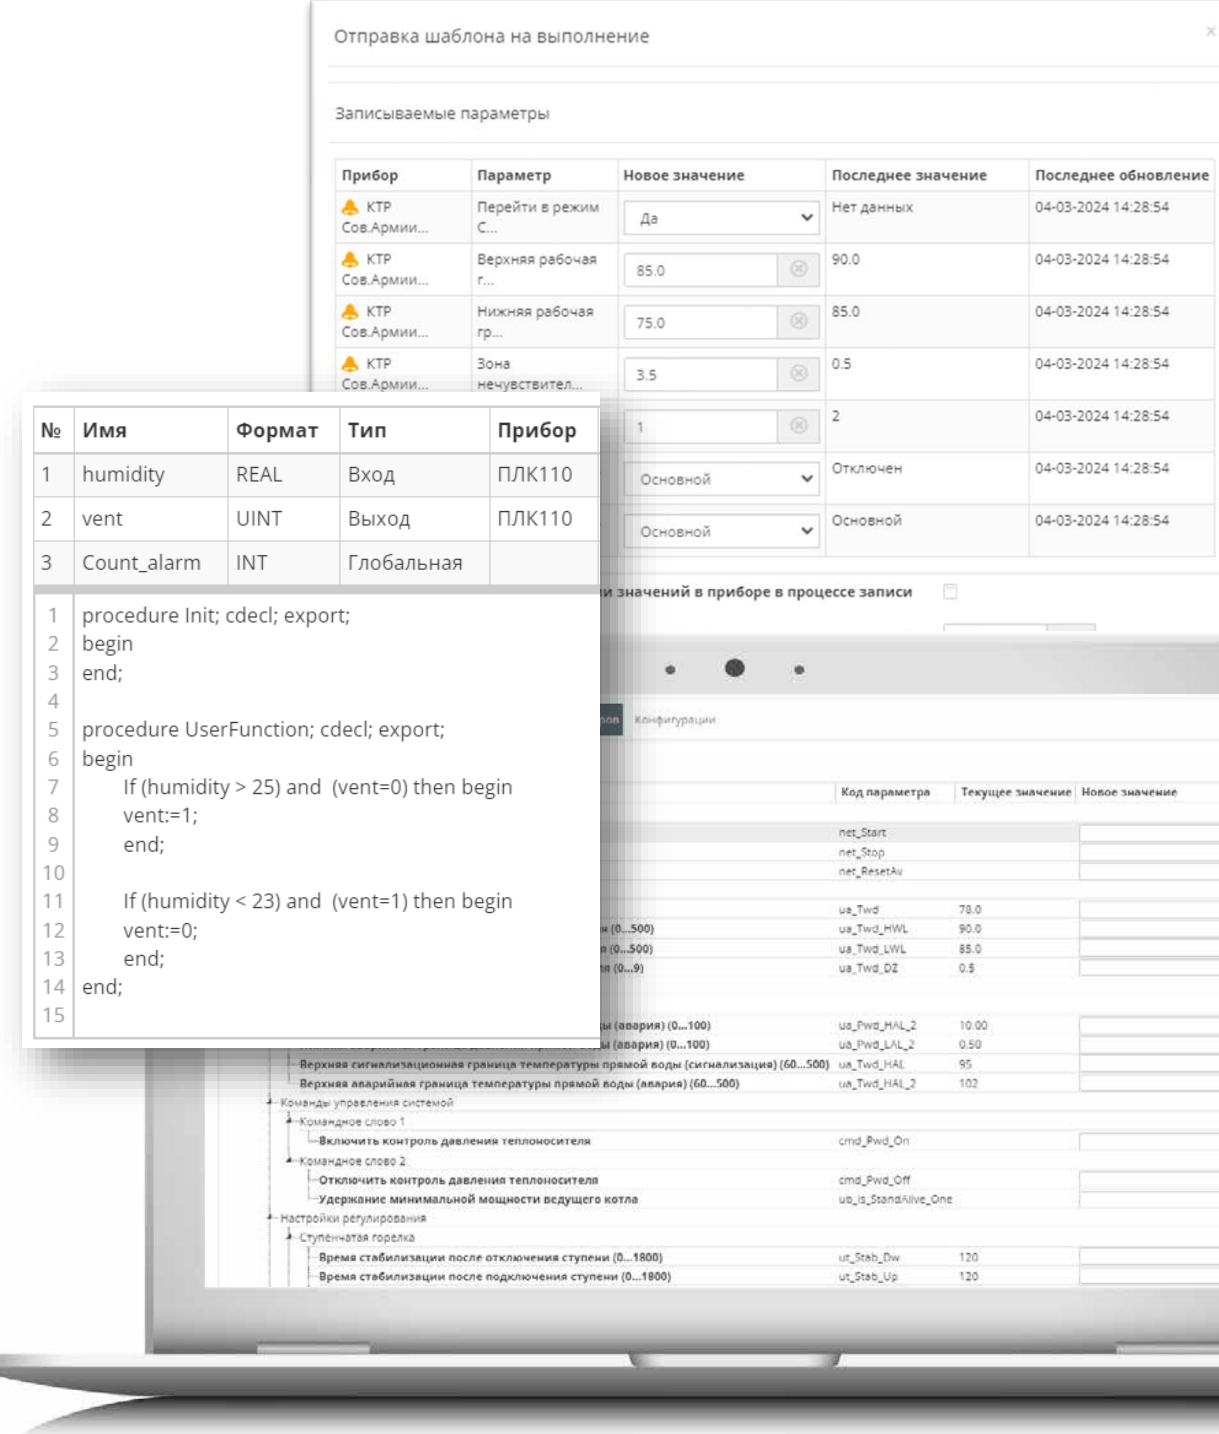 Отправка шаблона на выполнение
×
Записываемые параметры
Прибор Параметр Новое значение Последнее значение Последнее обновление
КТР Сов.Армии... Перейти в режим С... Да Нет данных 04-03-2024 14:28:54
КТР Сов.Армии... Верхняя рабочая г... 85.0 90.0 04-03-2024 14:28:54
КТР Сов.Армии... Нижняя рабочая гр... 75.0 85.0 04-03-2024 14:28:54
КТР Сов.Армии... Зона нечувствител... 3.5 0.5 04-03-2024 14:28:54
1 2 04-03-2024 14:28:54
Основной Отключен 04-03-2024 14:28:54
Основной Основной 04-03-2024 14:28:54
значений в приборе в процессе записи
№ Имя Формат Тип Прибор
1 humidity REAL Вход ПЛК110
2 vent UINT Выход ПЛК110
3 Count_alarm INT Глобальная
1 procedure Init; cdecl; export;
2 begin
3 end;
4
5 procedure UserFunction; cdecl; export;
6 begin
7 If (humidity > 25) and (vent=0) then begin
8 vent:=1;
9 end;
10
11 If (humidity < 23) and (vent=1) then begin
12 vent:=0;
13 end;
14 end;
15
Конфигурации
Код параметра Текущее значение Новое значение
net_Start
net_Stop
net_ResetAv
ua_Twd 78.0
(0...500) ua_Twd_HWL 90.0
(0...500) ua_Twd_LWL 85.0
(0...9) ua_Twd_DZ 0.5
(авария) (0...100) ua_Pwd_HAL_2 10.00
(авария) (0...100) ua_Pwd_LAL_2 0.50
Верхняя сигнализационная граница температуры прямой воды (сигнализация) (60...500) ua_Twd_HAL 95
Верхняя аварийная граница температуры прямой воды (авария) (60...500) ua_Twd_HAL_2 102
Команды управления системой
Командное слово 1
Включить контроль давления теплоносителя cmd_Pwd_On
Командное слово 2
Отключить контроль давления теплоносителя cmd_Pwd_Off
Удержание минимальной мощности ведущего котла ub_is_StandAlive_One
Настройки регулирования
Ступенчатая горелка
Время стабилизации после отключения ступени (0...1800) ut_Stab_Dw 120
Время стабилизации после подключения ступени (0...1800) ut_Stab_Up 120